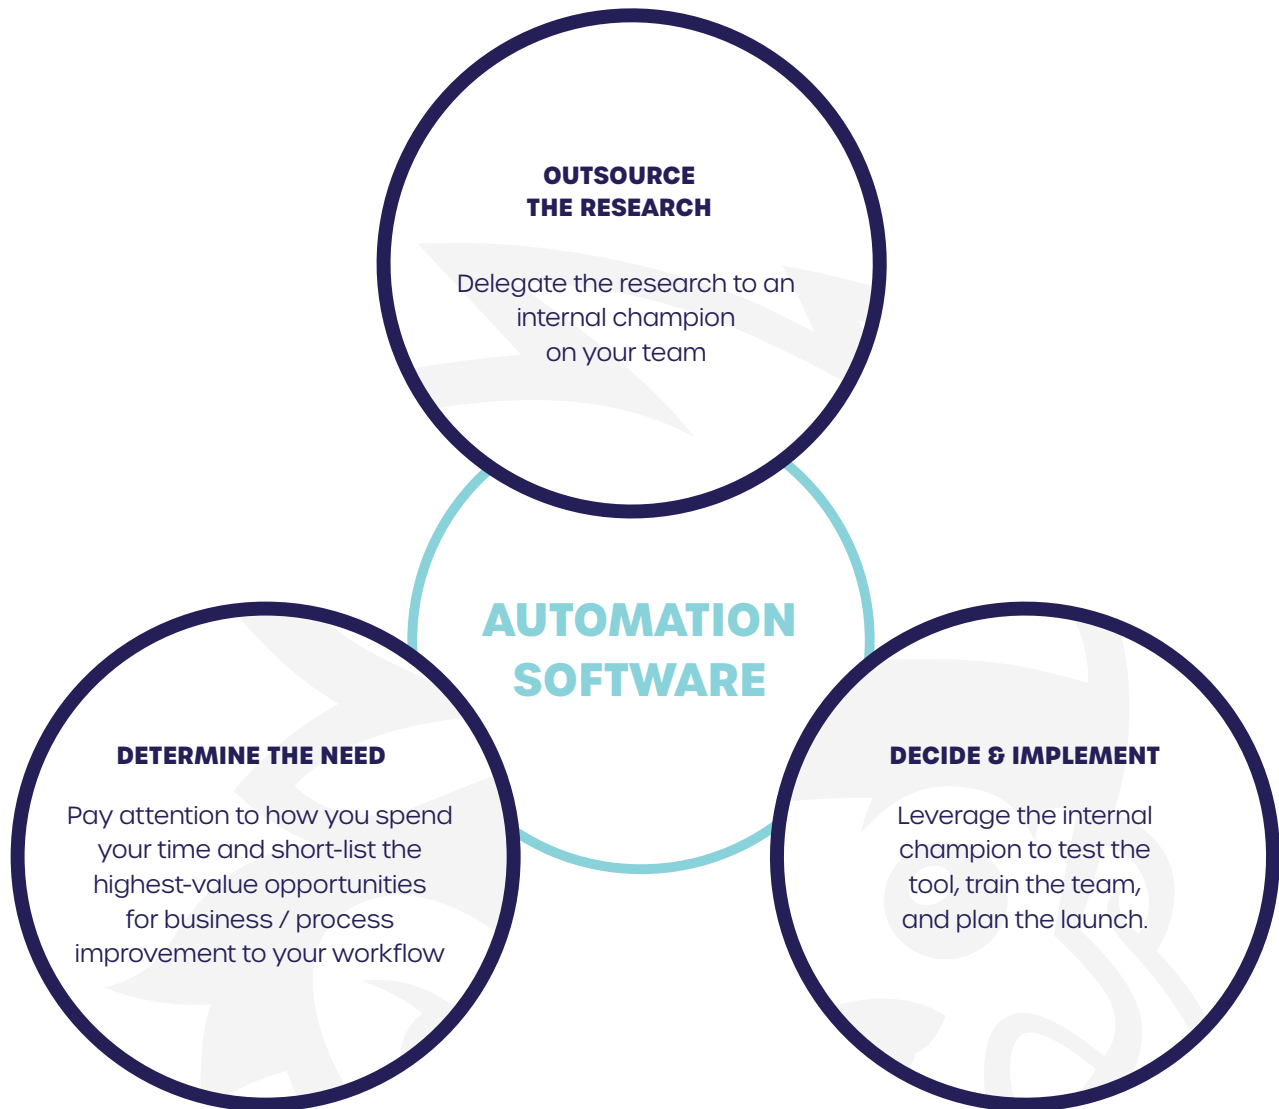 OUTSOURCE
THE RESEARCH
Delegate the research to an
internal champion
on your team
AUTOMATION
SOFTWARE
DETERMINE THE NEED
Pay attention to how you spend
your time and short-list the
highest-value opportunities
for business / process
improvement to your workflow
DECIDE & IMPLEMENT
Leverage the internal
champion to test the
tool, train the team,
and plan the launch.